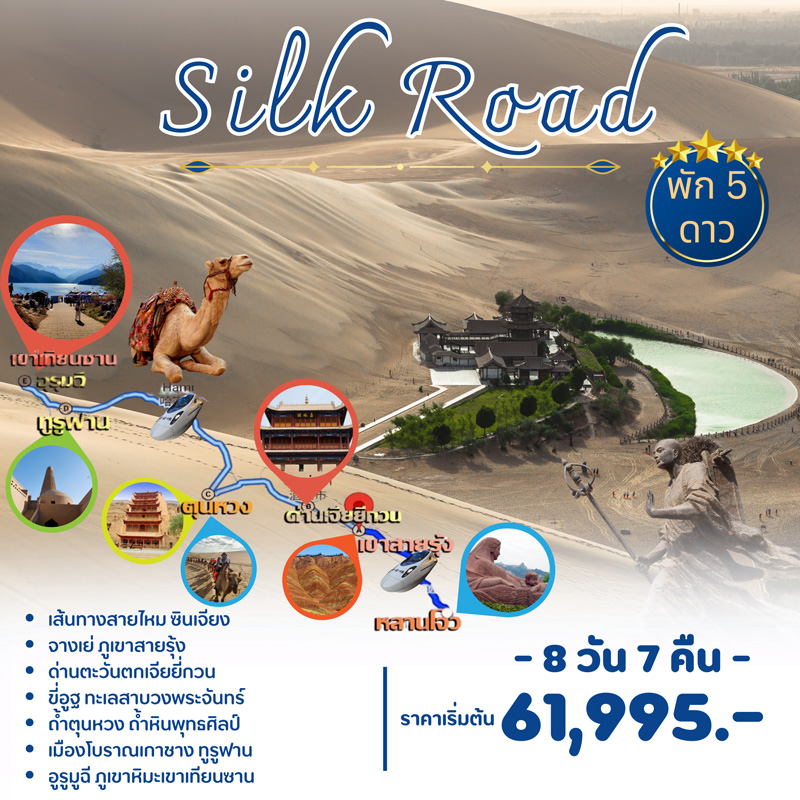 Silk Road
พัก 5
ดาว
เขาเทียนซาน
อุรุมวี
Hami
ทูรูฟาน
ตุนหวง
ด่านเจียยี่กวน
เขาสายรุ้ง
หลานโจว
เส้นทางสายไหม ซินเจียง
จางเย่ ภูเขาสายรุ้ง
ด่านตะวันตกเจียยี่กวน
ขี่อูฐ ทะเลสาบวงพระจันทร์
ถ้ำตุนหวง ถ้ำหินพุทธศิลป์
เมืองโบราณเกาชาง ทูรูฟาน
อูรูมูฉี ภูเขาหิมะเขาเทียนซาน
- 8 วัน 7 คืน -
ราคาเริ่มต้น 61,995.-